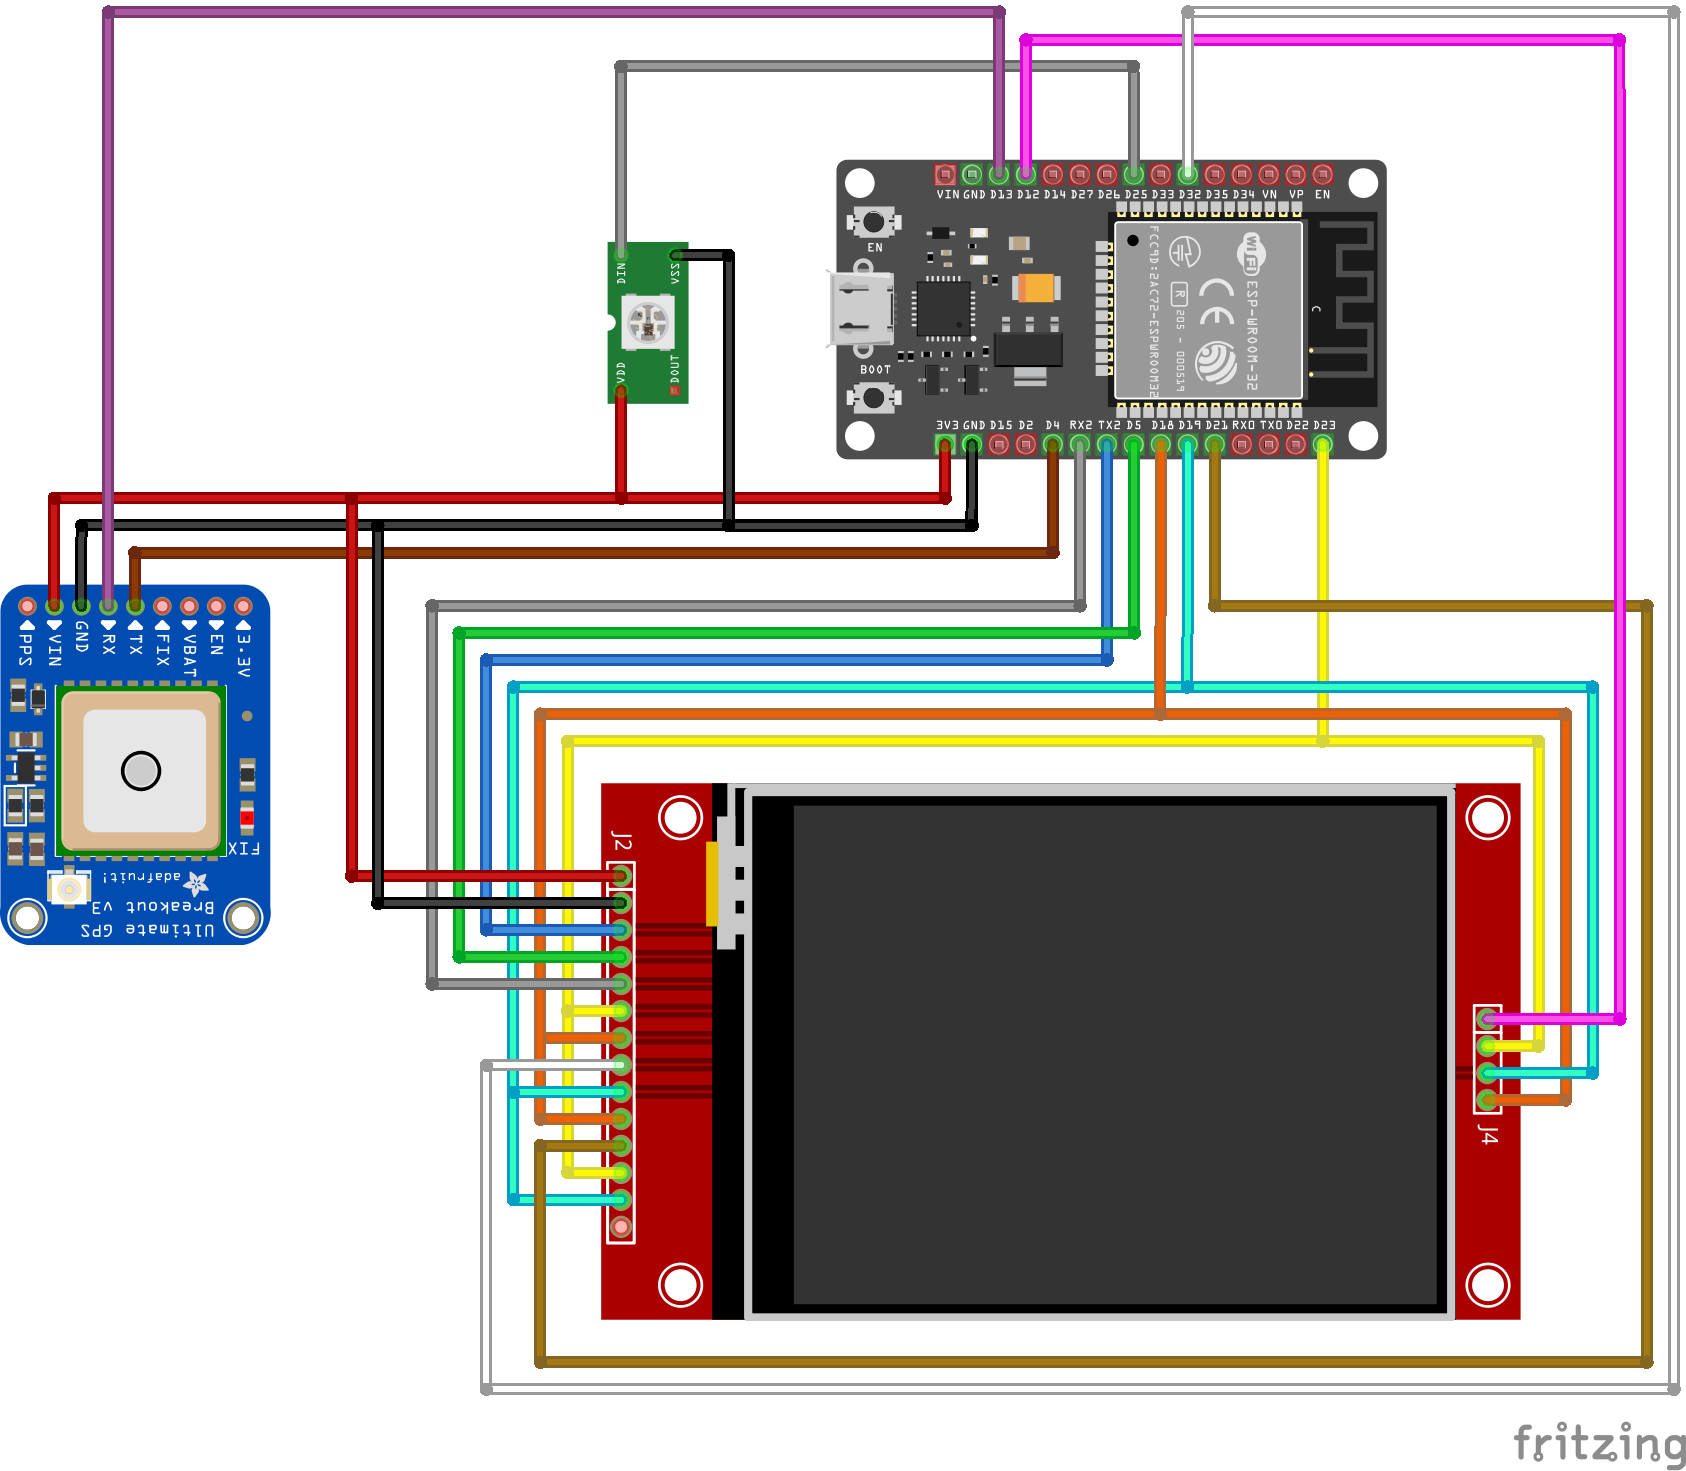 VIN GND D13 D12 D14 D27 D26 D25 D33 D32 D35 D34 VN VP EN
EN
BOOT
FCC ID:2AC7Z-ESPWROOM32
R
205 - 000519
CE
WiFi
ESP-WROOM-32
C
3V3 GND D15 D2 D4 RX2 TX2 D5 D18 D19 D21 RX0 TX0 D22 D23
DIN
VSS
VDD
DOUT
PPS
VIN
GND
RX
TX
FIX
VBAT
EN
3.3V
FIX
adafruit!
Breakout v3
Ultimate GPS
J2
J4
fritzing